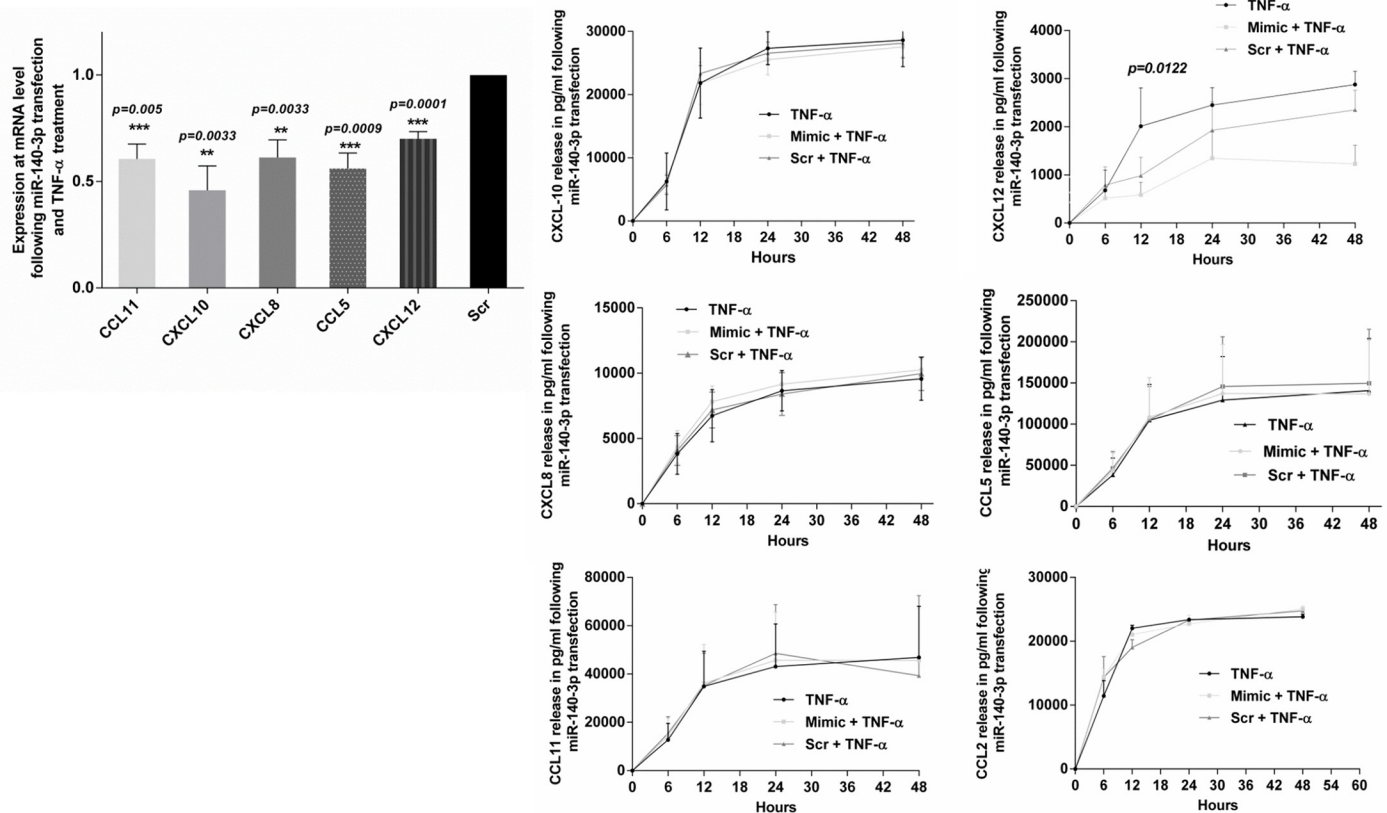 Expression at mRNA level
following miR-140-3p transfection
and TNF-α treatment
1.0
0.5
0.0
p=0.005
***
p=0.0033
**
p=0.0033
**
p=0.0009
***
p=0.0001
***
CCL11
CXCL10
CXCL8
CCL5
CXCL12
Scr
CXCL-10 release in pg/ml following
miR-140-3p transfection
30000
20000
10000
0
TNF-α
Mimic + TNF-α
Scr + TNF-α
0 6 12 18 24 30 36 42 48
Hours
CXCL12 release in pg/ml following
miR-140-3p transfection
TNF-α
Mimic + TNF-α
Scr + TNF-α
4000
3000
2000
1000
0
p=0.0122
0 6 12 18 24 30 36 42 48
Hours
CXCL8 release in pg/ml following
miR-140-3p transfection
15000
10000
5000
0
TNF-α
Mimic + TNF-α
Scr + TNF-α
0 6 12 18 24 30 36 42 48
Hours
CCL5 release in pg/ml following
miR-140-3p transfection
250000
200000
150000
100000
50000
0
TNF-α
Mimic + TNF-α
Scr + TNF-α
0 6 12 18 24 30 36 42 48
Hours
CCL11 release in pg/ml following
miR-140-3p transfection
80000
60000
40000
20000
0
TNF-α
Mimic + TNF-α
Scr + TNF-α
0 6 12 18 24 30 36 42 48
Hours
CCL2 release in pg/ml following
miR-140-3p transfection
30000
20000
10000
0
TNF-α
Mimic + TNF-α
Scr + TNF-α
0 6 12 18 24 30 36 42 48 54 60
Hours